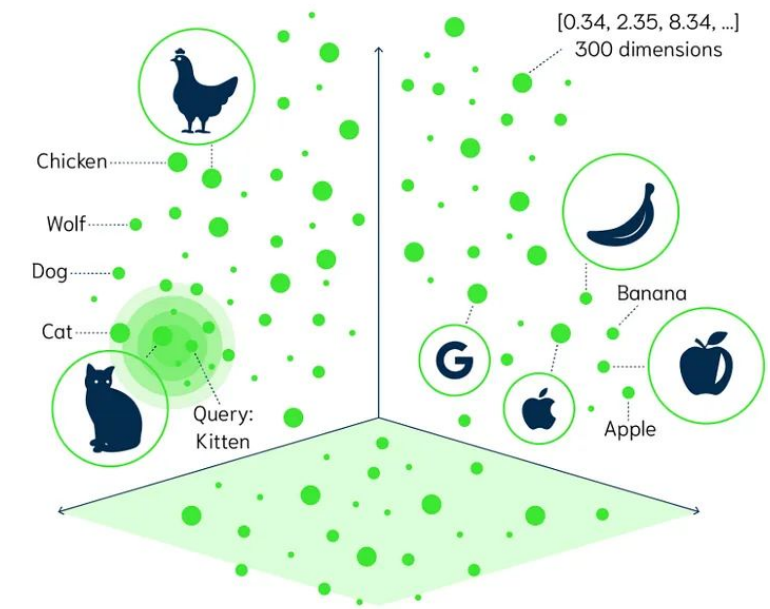 [0.34, 2.35, 8.34, ...]
300 dimensions
Chicken
Wolf
Dog
Cat
Query:
Kitten
Banana
G
Apple